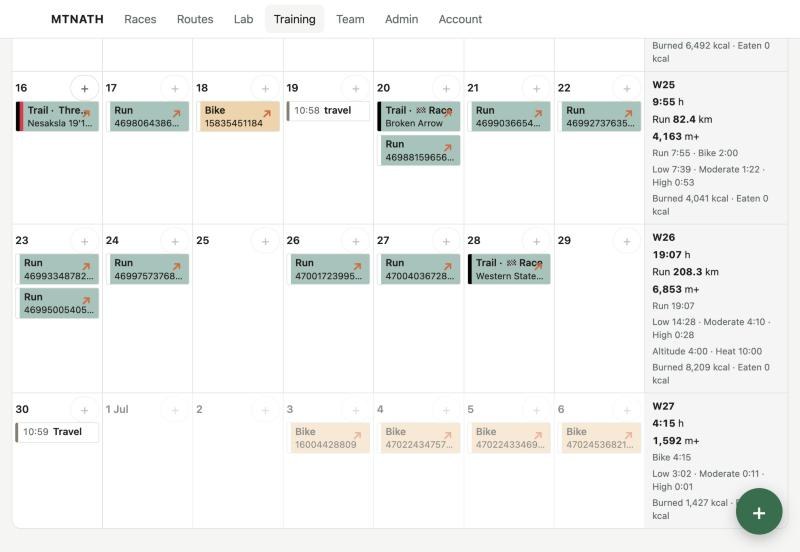 MTNATH Races Routes Lab Training Team Admin Account
Burned 6,492 kcal · Eaten 0
kcal
16 + 17 + 18 + 19 + 20 + 21 + 22 +
Trail · Thre...
Nesaksla 19'1...
Run
4698064386...
Bike
15835451184
10:58 travel
Trail · Race
Broken Arrow
Run
46988159656...
Run
4699036654...
Run
46992737635...
W25
9:55 h
Run 82.4 km
4,163 m+
Run 7:55 · Bike 2:00
Low 7:39 · Moderate 1:22 ·
High 0:53
Burned 4,041 kcal · Eaten 0
kcal
23 + 24 + 25 + 26 + 27 + 28 + 29 +
Run
46993348782...
Run
46995005405...
Run
4699757376​8...
Run
47001723995...
Run
47004036728...
Trail · Race
Western State...
W26
19:07 h
Run 208.3 km
6,853 m+
Run 19:07
Low 14:28 · Moderate 4:10 ·
High 0:28
Altitude 4:00 · Heat 10:00
Burned 8,209 kcal · Eaten 0
kcal
30 + 1 Jul + 2 + 3 + 4 + 5 + 6 +
10:59 Travel
Bike
16004428809
Bike
47022434757...
Bike
47022433469...
Bike
47024536821...
W27
4:15 h
1,592 m+
Bike 4:15
Low 3:02 · Moderate 0:11 ·
High 0:01
Burned 1,427 kcal ·
kcal
+